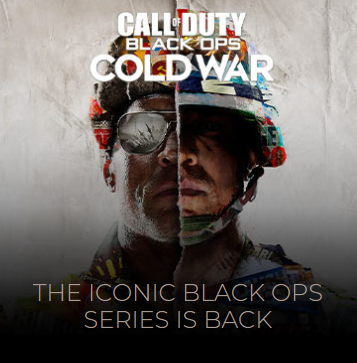 CALL OF DUTY
BLACK OPS
COLD WAR
THE ICONIC BLACK OPS
SERIES IS BACK